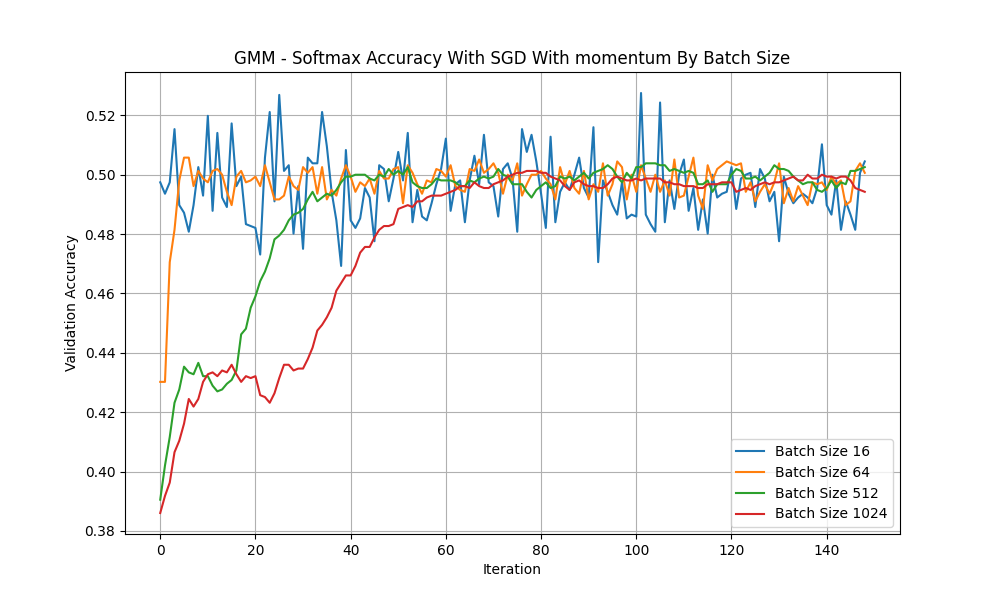 GMM - Softmax Accuracy With SGD With momentum By Batch Size
Validation Accuracy
0.52
0.50
0.48
0.46
0.44
0.42
0.40
0.38
0 20 40 60 80 100 120 140
Iteration
Batch Size 16
Batch Size 64
Batch Size 512
Batch Size 1024